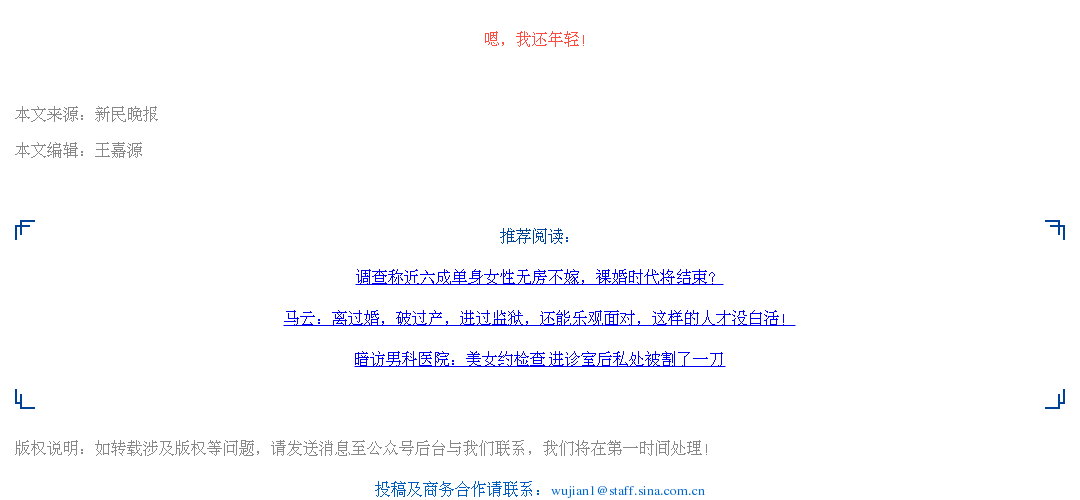 嗯，我还年轻！
本文来源：新民晚报
本文编辑：王嘉源
推荐阅读：
调查称近六成单身女性无房不嫁，裸婚时代将结束？
马云：离过婚，破过产，进过监狱，还能乐观面对，这样的人才没白活！
暗访男科医院：美女约检查 进诊室后私处被割了一刀
版权说明：如转载涉及版权等问题，请发送消息至公众号后台与我们联系，我们将在第一时间处理！
投稿及商务合作请联系：wujian1@staff.sina.com.cn